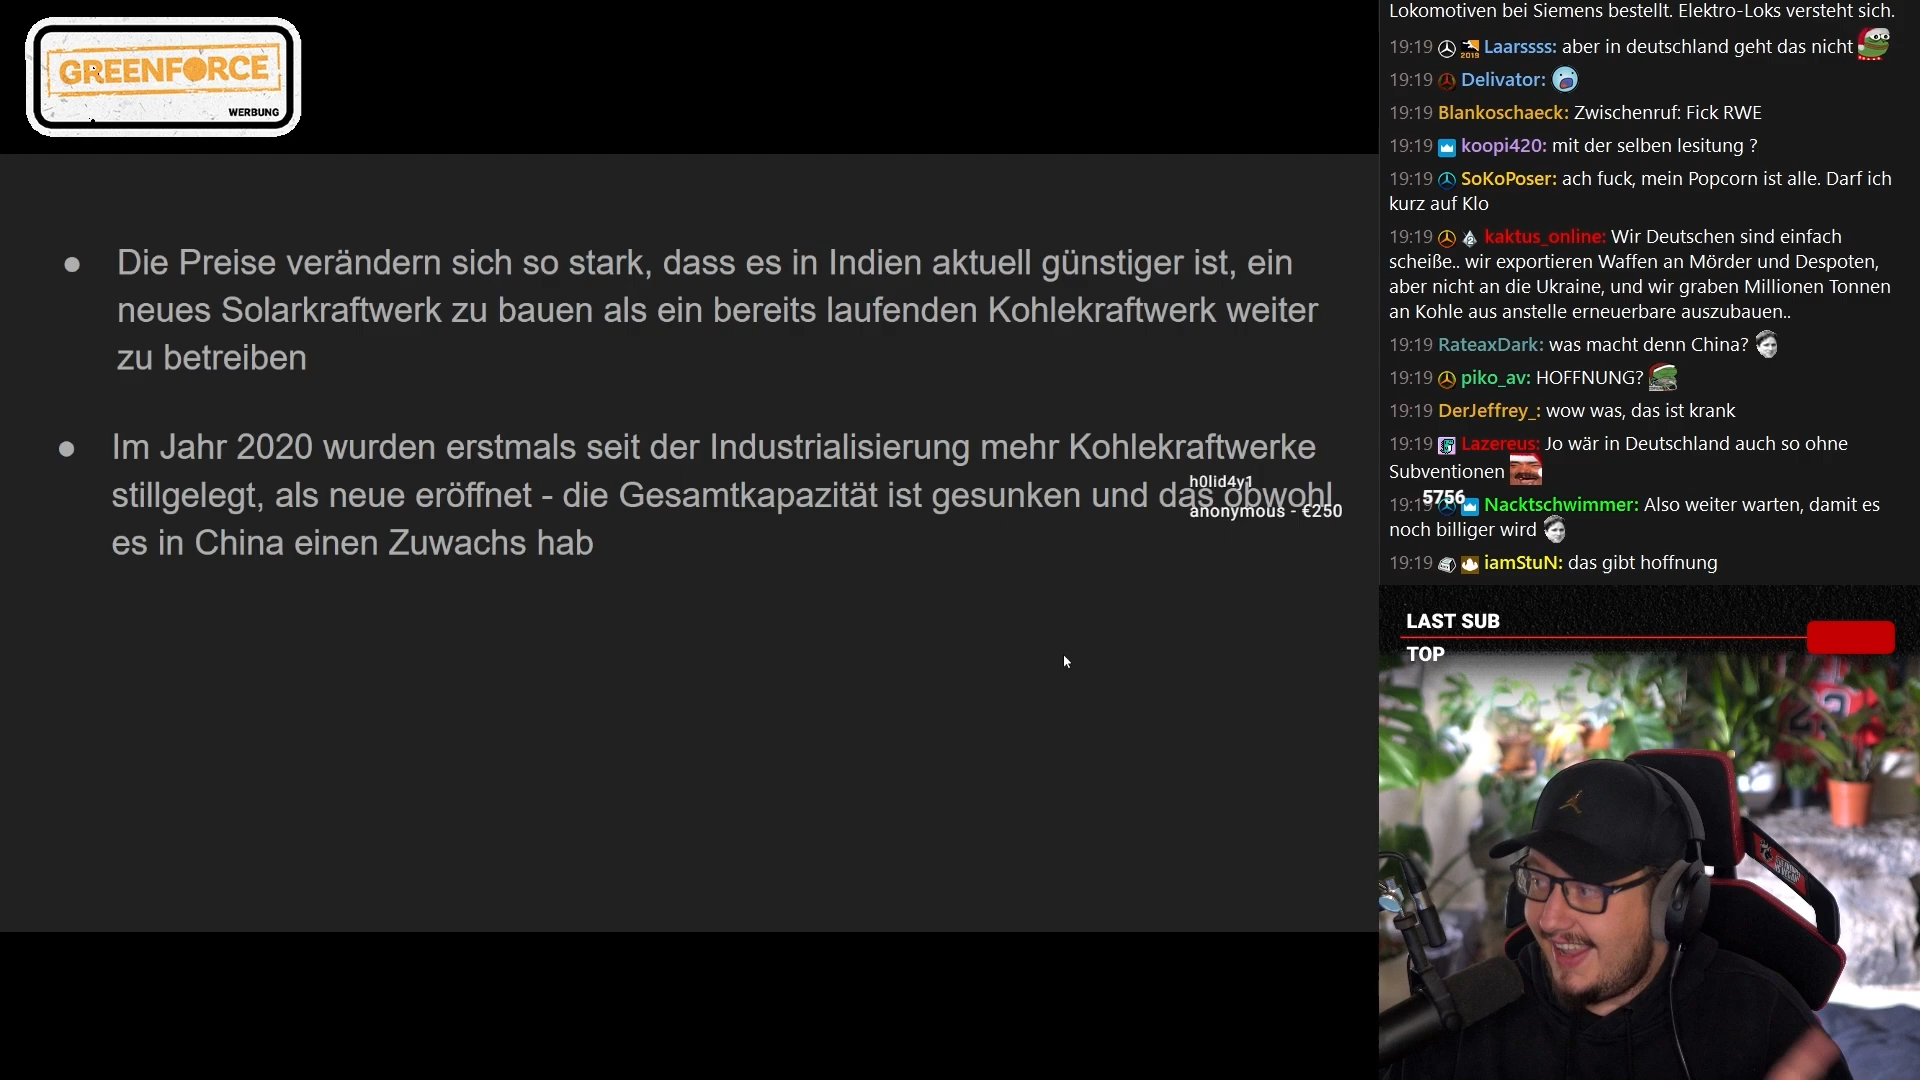 GREENFORCE
WERBUNG
Die Preise verändern sich so stark, dass es in Indien aktuell günstiger ist, ein
neues Solarkraftwerk zu bauen als ein bereits laufenden Kohlekraftwerk weiter
zu betreiben
Im Jahr 2020 wurden erstmals seit der Industrialisierung mehr Kohlekraftwerke
stillgelegt, als neue eröffnet - die Gesamtkapazität ist gesunken und das obwohl
es in China einen Zuwachs hab
h0lid4y1
anonymous - €250
Lokomotiven bei Siemens bestellt. Elektro-Loks versteht sich.
19:19 Laarssss: aber in deutschland geht das nicht
19:19 Delivator:
19:19 Blankoschaeck: Zwischenruf: Fick RWE
19:19 koopi420: mit der selben lesitung ?
19:19 SoKoPoser: ach fuck, mein Popcorn ist alle. Darf ich
kurz auf Klo
19:19 kaktus_online: Wir Deutschen sind einfach
scheiße.. wir exportieren Waffen an Mörder und Despoten,
aber nicht an die Ukraine, und wir graben Millionen Tonnen
an Kohle aus anstelle erneuerbare auszubauen..
19:19 RateaxDark: was macht denn China?
19:19 piko_av: HOFFNUNG?
19:19 DerJeffrey_: wow was, das ist krank
19:19 Lazereus: Jo wär in Deutschland auch so ohne
Subventionen
5756
19:19 Nacktschwimmer: Also weiter warten, damit es
noch billiger wird
19:19 iamStuN: das gibt hoffnung
LAST SUB
TOP